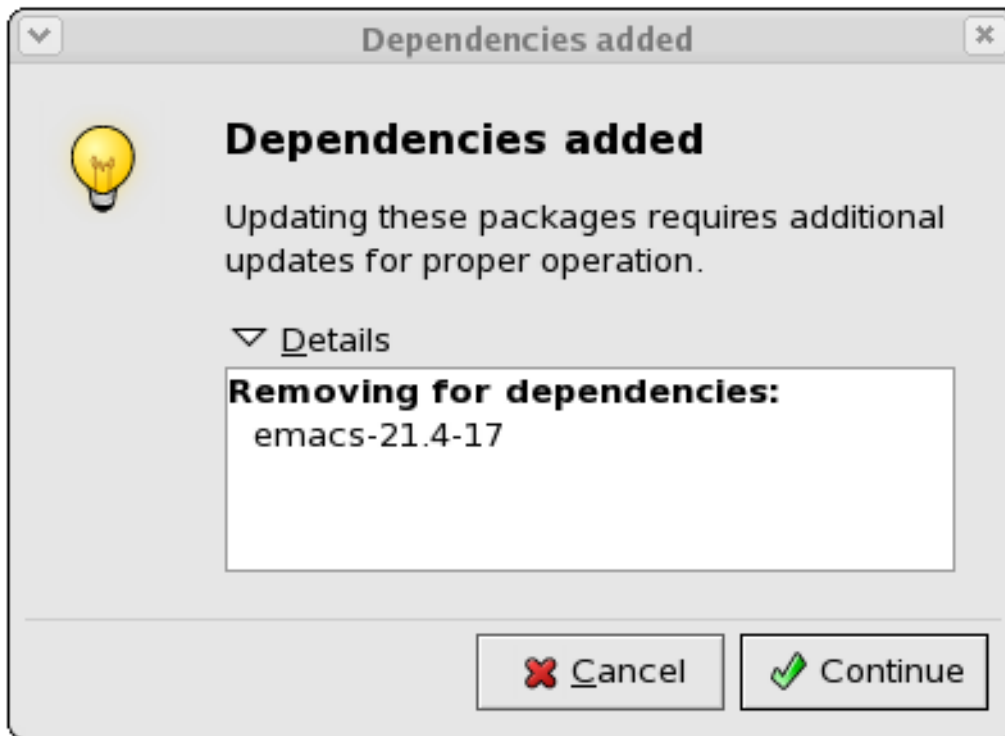 Dependencies added
Dependencies added
Updating these packages requires additional
updates for proper operation.
Details
Removing for dependencies:
emacs-21.4-17
Cancel
Continue